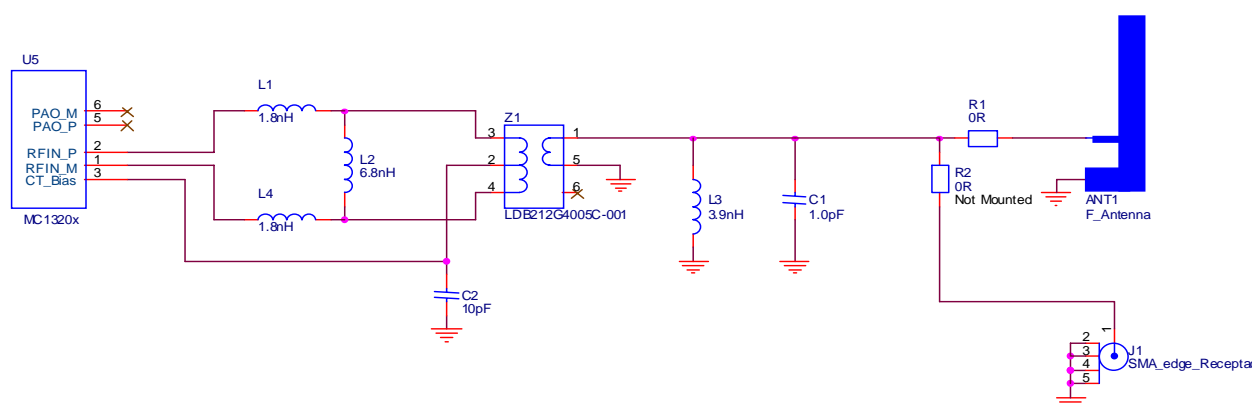 U5
PAO_M 6
PAO_P 5
RFIN_P 2
RFIN_M 1
CT_Bias 3
MC1320x
L1
1.8nH
L2
6.8nH
L4
1.8nH
C2
10pF
Z1
3 1
2 5
4 6
LDB212G4005C-001
L3
3.9nH
C1
1.0pF
R1
0R
R2
0R
Not Mounted
ANT1
F_Antenna
1
2
3
4
5
J1
SMA_edge_Receptac